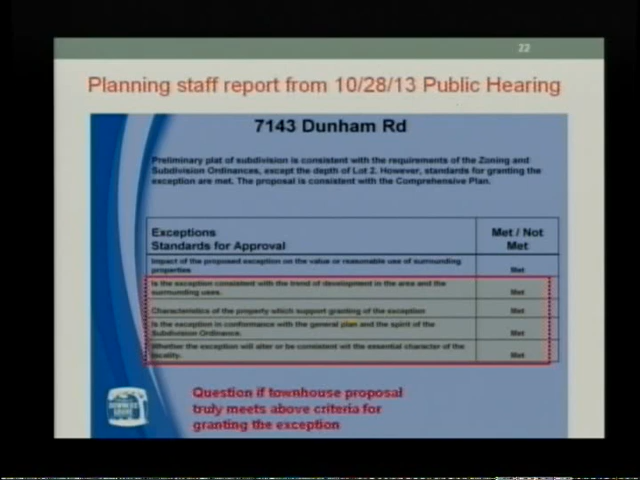 22
Planning staff report from 10/28/13 Public Hearing
7143 Dunham Rd
Preliminary plat of subdivision is consistent with the requirements of the Zoning and
Subdivision Ordinances, except the depth of Lot 2. However, standards for granting the
exception are met. The proposal is consistent with the Comprehensive Plan.
Exceptions
Standards for Approval
Met / Not
Met
Impact of the proposed exception on the value or reasonable use of surrounding
properties
Met
Is the exception consistent with the trend of development in the area and the
surrounding uses.
Met
Characteristics of the property which support granting of the exception
Met
Is the exception in conformance with the general plan and the spirit of the
Subdivision Ordinance.
Met
Whether the exception will alter or be consistent wit the essential character of the
locality.
Met
DOWNERS
GROVE
Question if townhouse proposal
truly meets above criteria for
granting the exception